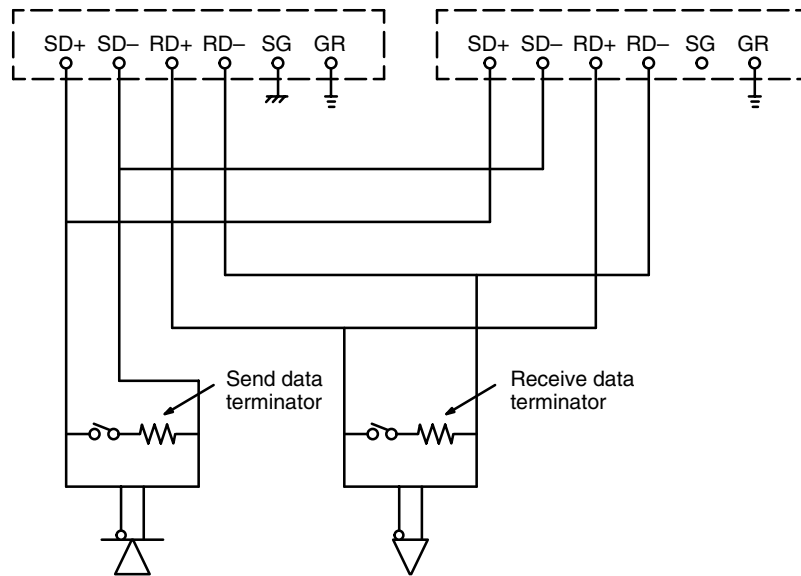 SD+ SD– RD+ RD– SG GR
SD+ SD– RD+ RD– SG GR
Send data
terminator
Receive data
terminator